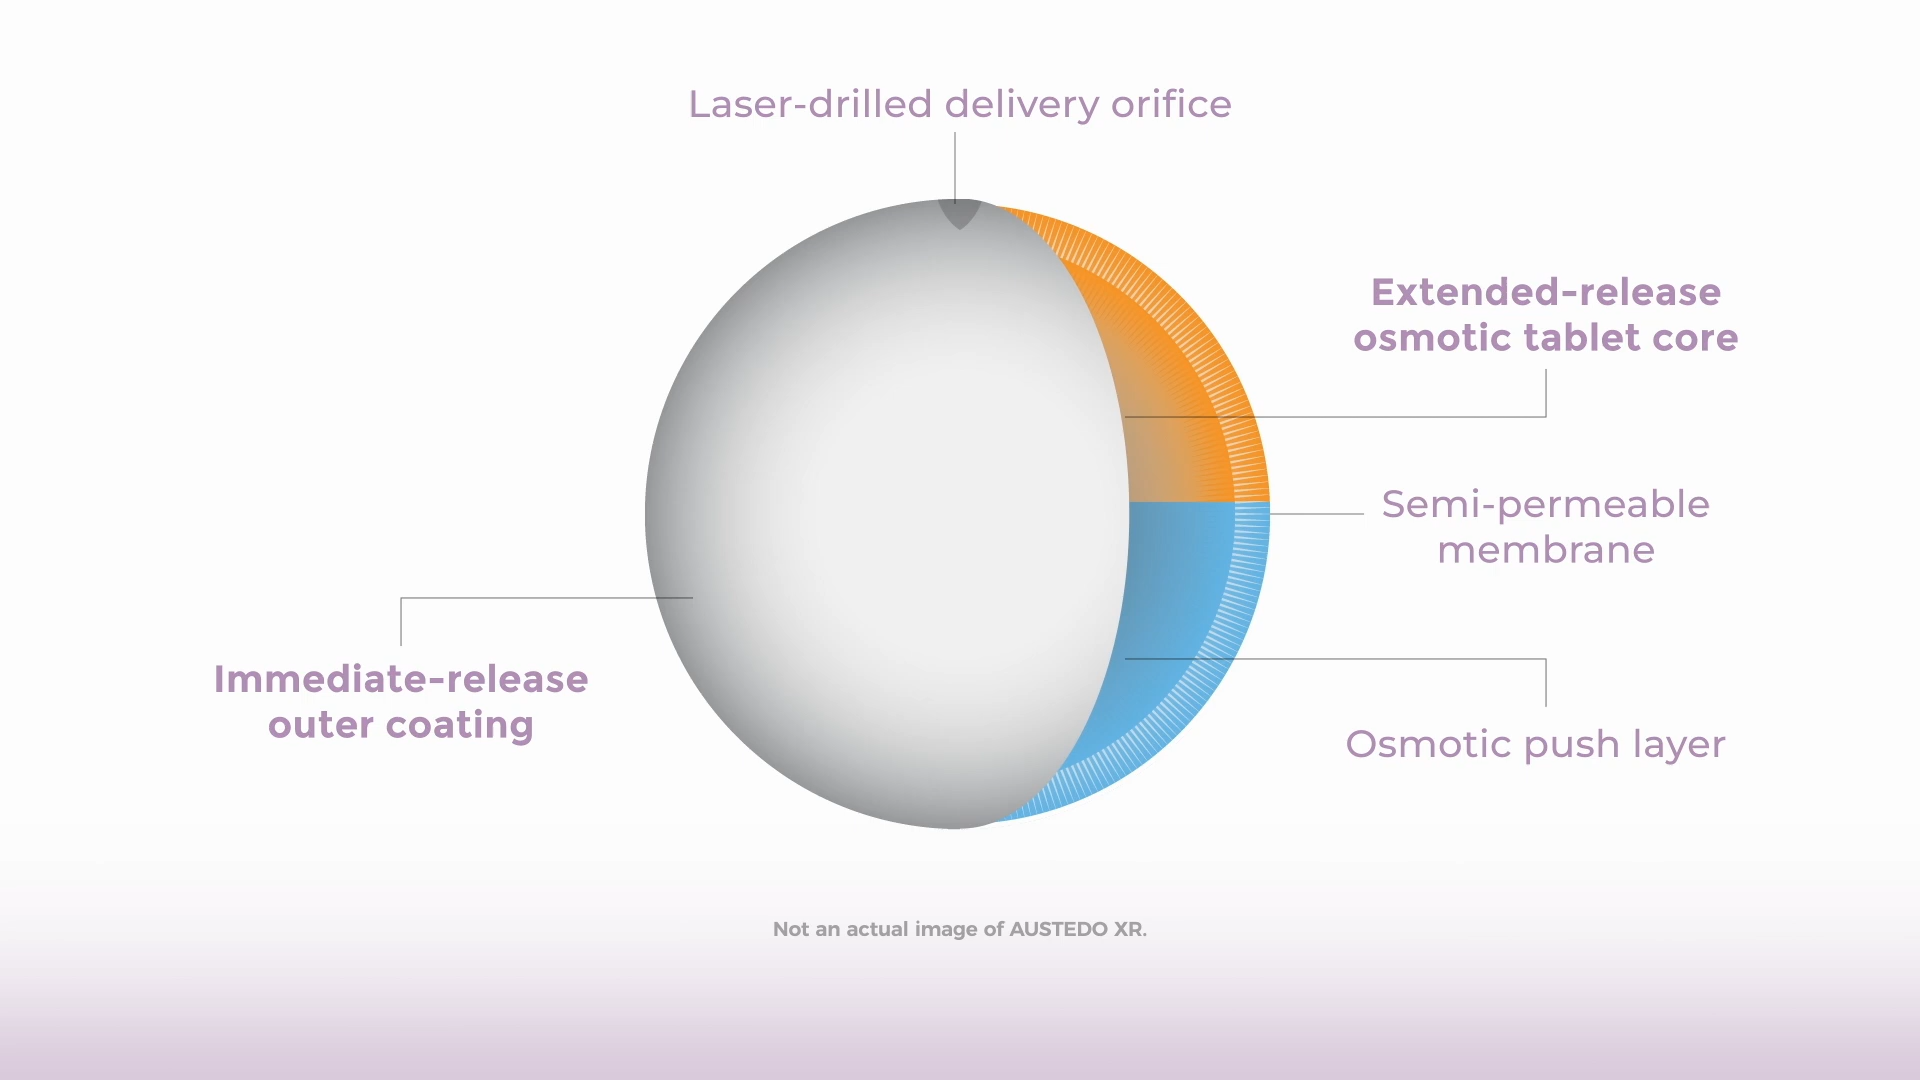 Laser-drilled delivery orifice
Extended-release
osmotic tablet core
Semi-permeable
membrane
Immediate-release
outer coating
Osmotic push layer
Not an actual image of AUSTEDO XR.